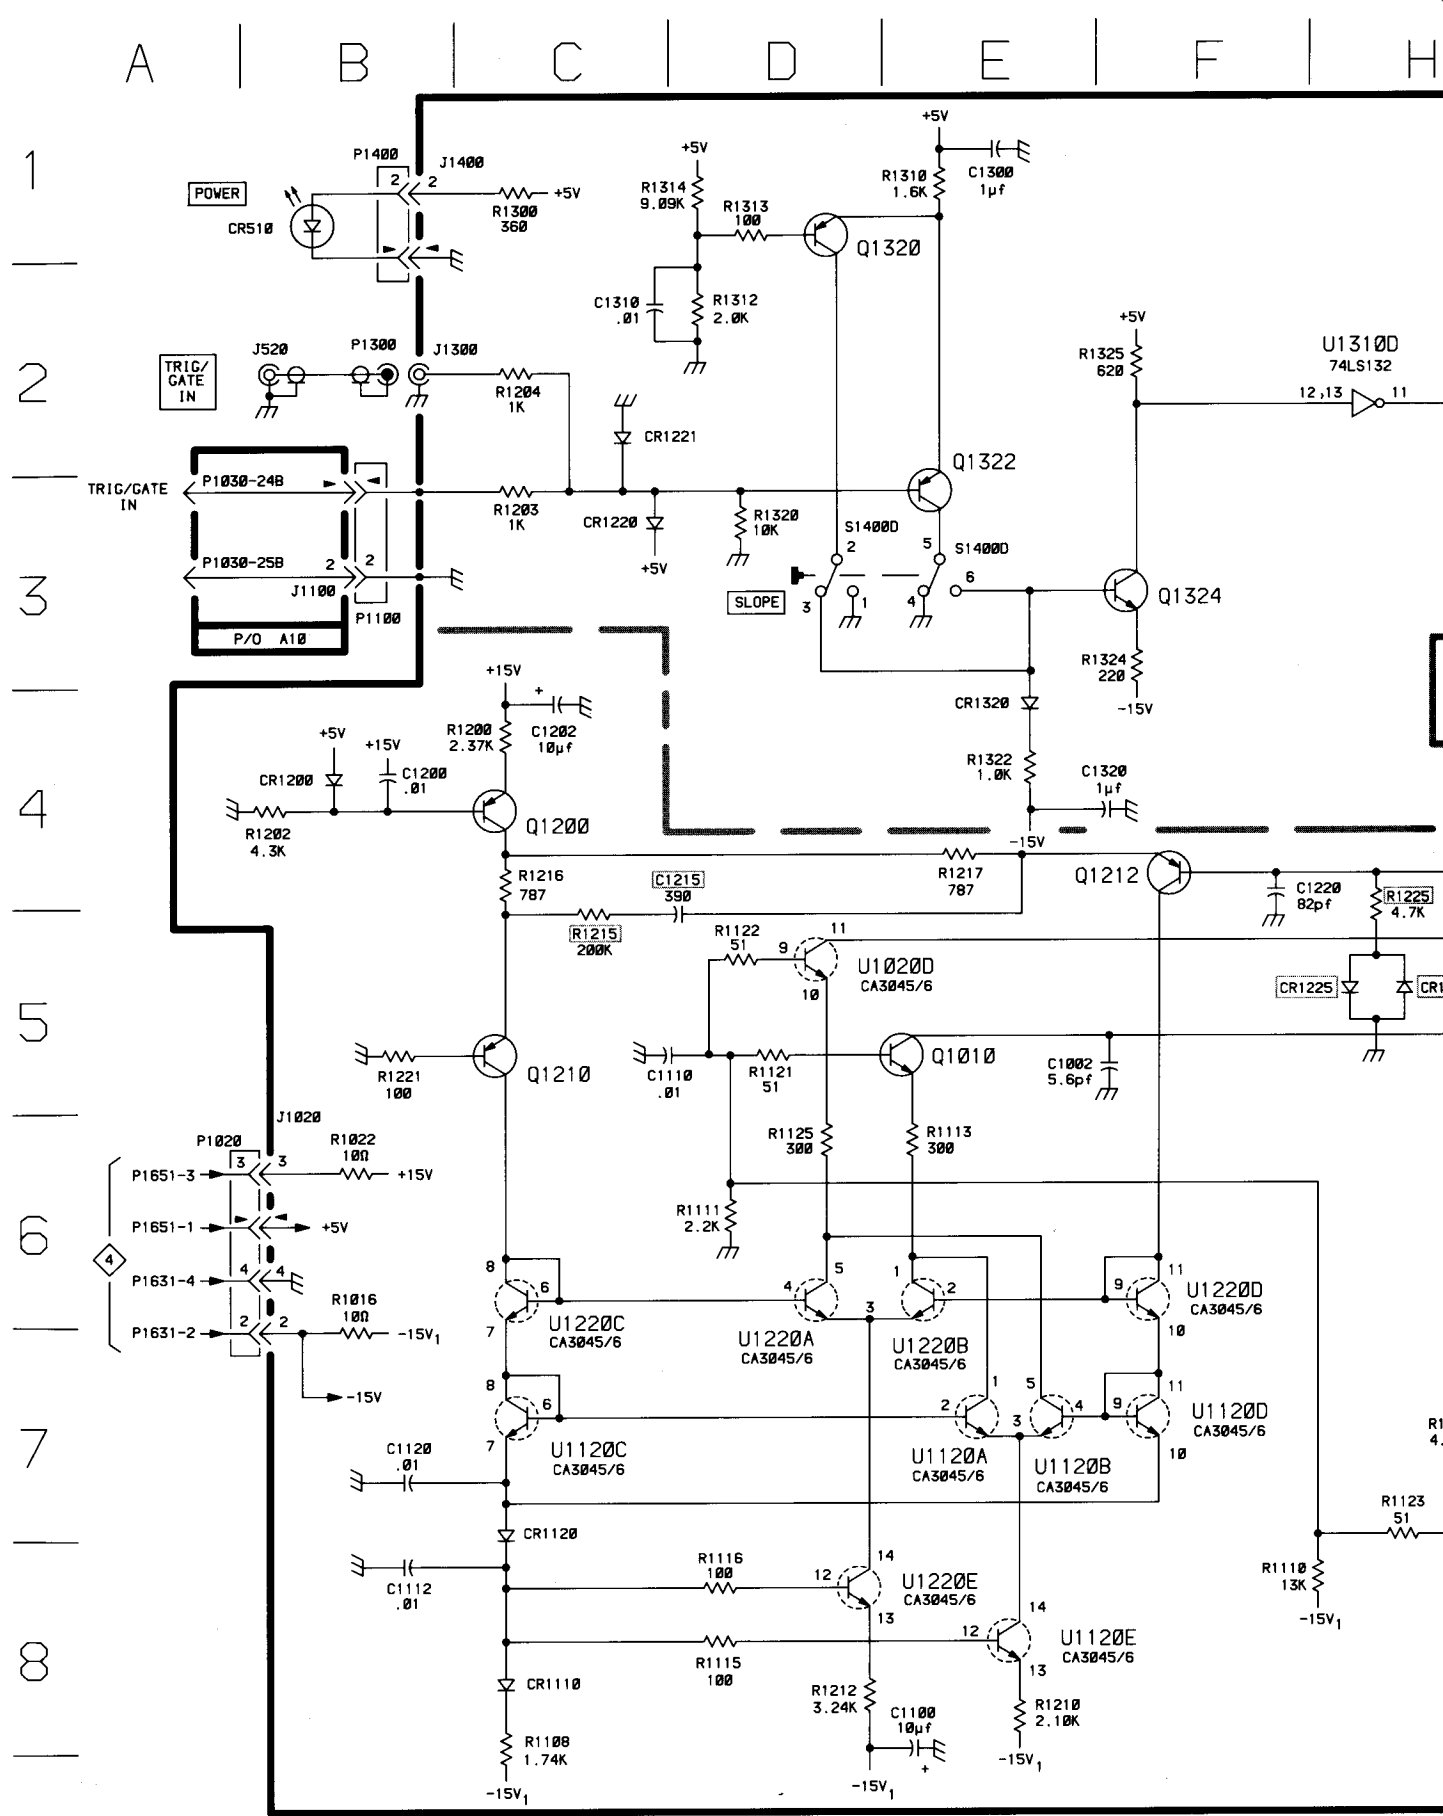 A B C D E F H
1
2
3
4
5
6
7
8
POWER
CR510
P1400
J1400
2 2
R1300
360
+5V
+5V
R1314
9.09K
R1313
100
Q1320
C1310
.01
R1312
2.0K
+5V
R1310
1.6K
C1300
1µf
TRIG/
GATE
IN
J520
P1300
J1300
R1204
1K
CR1221
Q1322
+5V
R1325
620
U1310D
74LS132
12,13 11
TRIG/GATE
IN
P1030-24B
P1030-25B
2 2
J1100
P1100
P/O A10
R1203
1K
CR1220
+5V
R1320
10K
S1400D
2
3
1
SLOPE
5
S1400D
6
4
Q1324
R1324
220
-15V
CR1320
R1322
1.0K
C1320
1µf
-15V
+15V
+
R1200
2.37K
C1202
10µf
+5V
+15V
CR1200
C1200
.01
R1202
4.3K
Q1200
R1216
787
C1215
390
R1217
787
Q1212
C1220
82pf
R1225
4.7K
R1215
200K
R1122
51
9
11
10
U1020D
CA3045/6
CR1225
CR1
R1221
100
Q1210
C1110
.01
R1121
51
Q1010
C1002
5.6pf
J1020
P1020
4
P1651-3
3 3
R1022
10Ω
+15V
P1651-1
+5V
P1631-4
4 4
P1631-2
2 2
R1016
10Ω
-15V1
-15V
R1125
300
R1113
300
R1111
2.2K
8
6
7
U1220C
CA3045/6
4
5
3
U1220A
CA3045/6
1
2
U1220B
CA3045/6
11
9
10
U1220D
CA3045/6
8
6
7
U1120C
CA3045/6
1
2
3
U1120A
CA3045/6
5
4
U1120B
CA3045/6
11
9
10
U1120D
CA3045/6
C1120
.01
CR1120
C1112
.01
R1116
100
12
14
13
U1220E
CA3045/6
R1115
100
12
14
13
U1120E
CA3045/6
CR1110
R1108
1.74K
-15V1
R1212
3.24K
C1100
10µf
+
-15V1
R1210
2.10K
-15V1
R1
4.
R1123
51
R1110
13K
-15V1